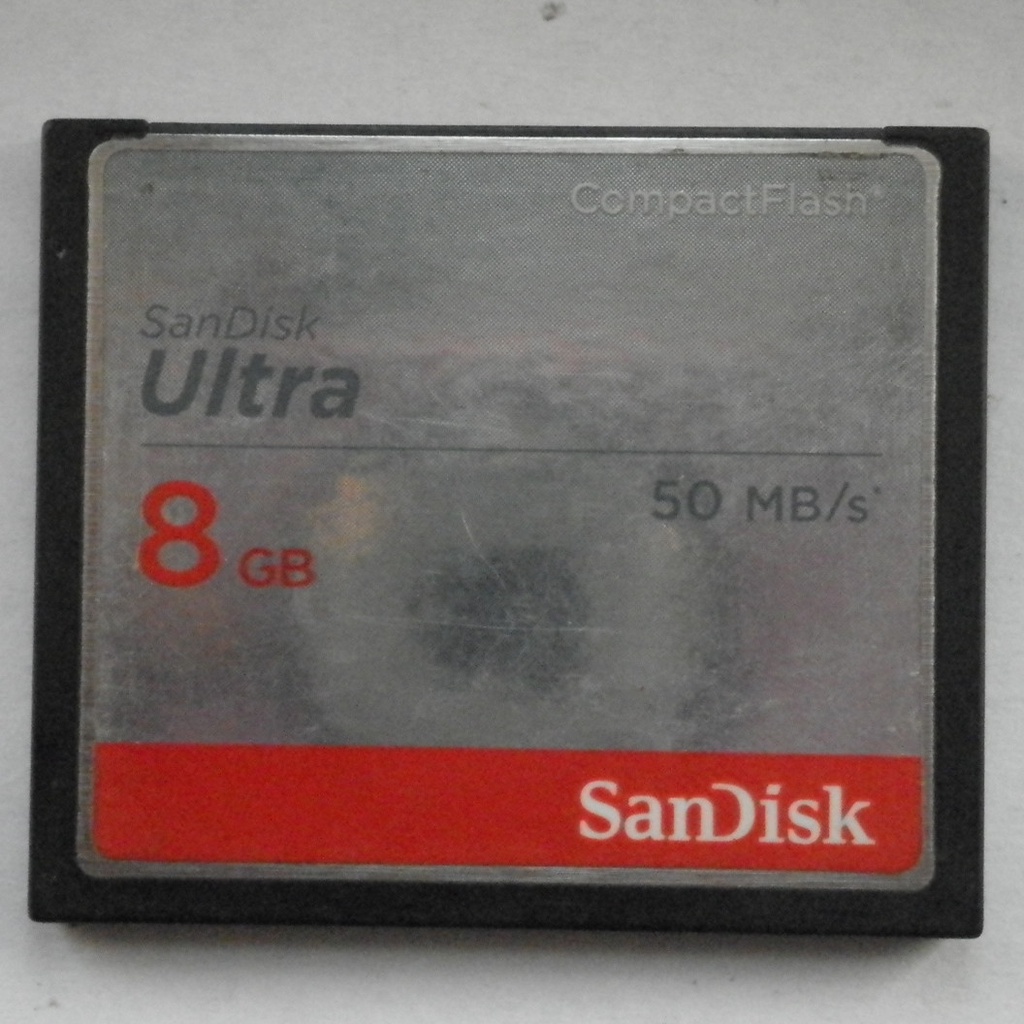 CompactFlash®
SanDisk
Ultra
8 GB
50 MB/s*
SanDisk